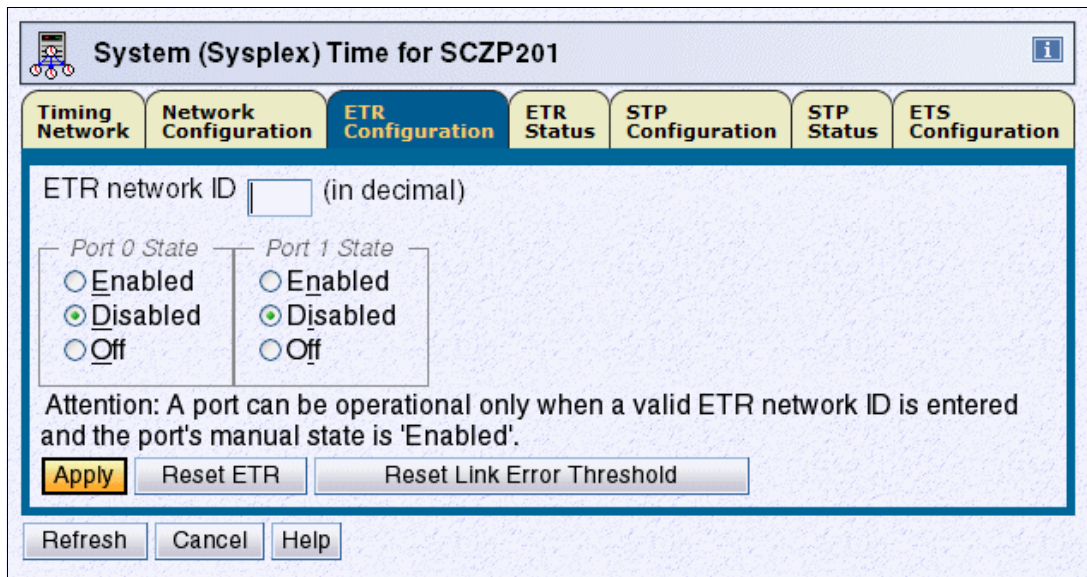 System (Sysplex) Time for SCZP201
i
Timing Network
Network Configuration
ETR Configuration
ETR Status
STP Configuration
STP Status
ETS Configuration
ETR network ID (in decimal)
Port 0 State
Port 1 State
Enabled
Enabled
Disabled
Disabled
Off
Off
Attention: A port can be operational only when a valid ETR network ID is entered
and the port's manual state is 'Enabled'.
Apply
Reset ETR
Reset Link Error Threshold
Refresh
Cancel
Help